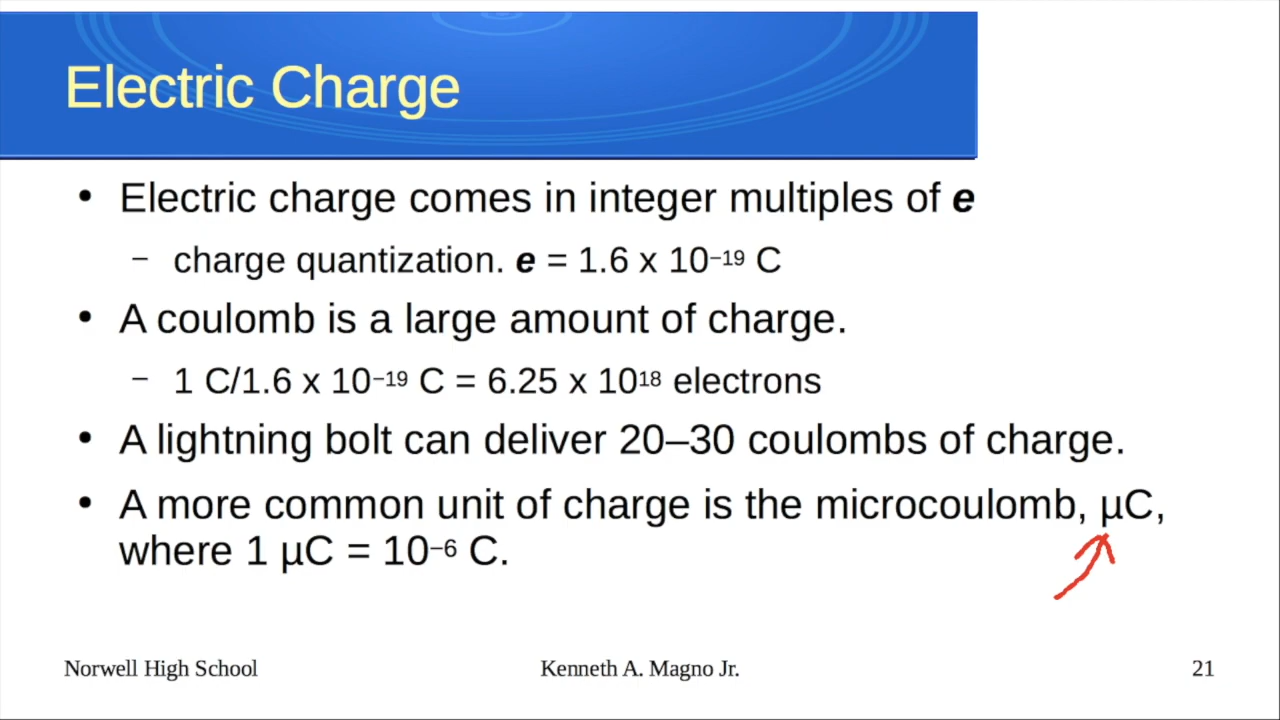 Electric Charge
• Electric charge comes in integer multiples of e
– charge quantization. e = 1.6 x 10⁻¹⁹ C
• A coulomb is a large amount of charge.
– 1 C/1.6 x 10⁻¹⁹ C = 6.25 x 10¹⁸ electrons
• A lightning bolt can deliver 20–30 coulombs of charge.
• A more common unit of charge is the microcoulomb, µC,
where 1 µC = 10⁻⁶ C.
Norwell High School Kenneth A. Magno Jr. 21